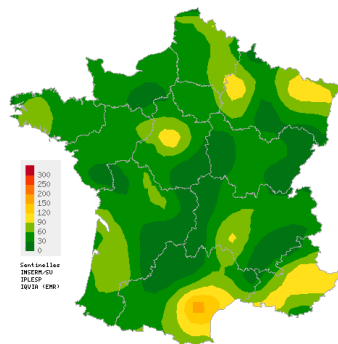 300
250
200
150
120
90
60
30
0
Sentinelles
INSERM/SU
IPLESP
IQVIA (EMR)